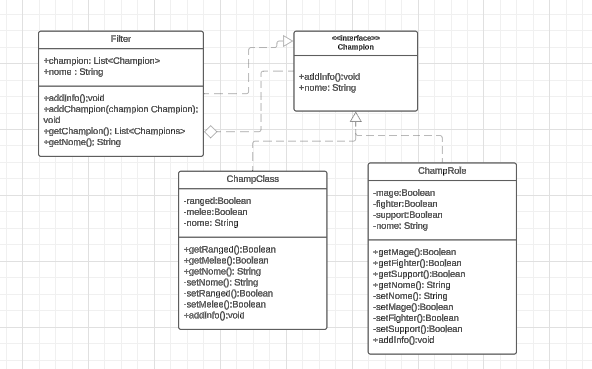 Filter
+champion: List<Champion>
+nome : String
+addInfo();void
+addChampion(champion Champion);
void
+getChampion(); List<Champions>
+getNome(); String
<<Interface>>
Champion
+addInfo():void
+nome: String
ChampClass
-ranged:Boolean
-melee:Boolean
-nome: String
+getRanged():Boolean
+getMelee():Boolean
+getNome(): String
-setNome(): String
-setRanged():Boolean
-setMelee():Boolean
+addInfo();void
ChampRole
-mage:Boolean
-fighter:Boolean
-support:Boolean
-nome: String
+getMage():Boolean
+getFighter():Boolean
+getSupport():Boolean
+getNome(): String
-setNome(): String
-setMage():Boolean
-setFighter():Boolean
-setSupport():Boolean
+addInfo():void